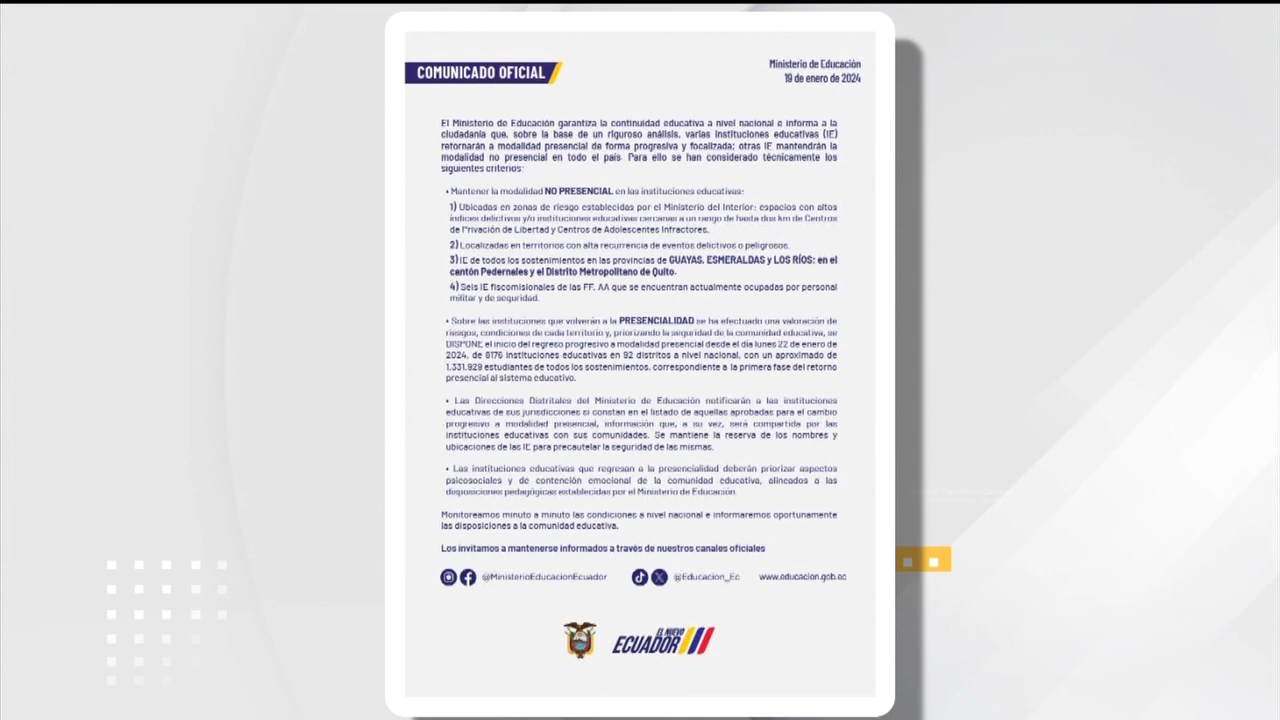 COMUNICADO OFICIAL
Ministerio de Educación
19 de enero de 2024
El Ministerio de Educación garantiza la continuidad educativa a nivel nacional e informa a la
ciudadanía que, sobre la base de un riguroso análisis, varias instituciones educativas (IE)
retornarán a modalidad presencial de forma progresiva y focalizada; otras IE mantendrán la
modalidad no presencial en todo el país. Para ello se han considerado técnicamente los
siguientes criterios:
• Mantener la modalidad NO PRESENCIAL en las instituciones educativas:
1) Ubicadas en zonas de riesgo establecidas por el Ministerio del Interior: espacios con altos
índices delictivos y/o instituciones educativas cercanas a un rango de hasta dos km de Centros
de Privación de Libertad y Centros de Adolescentes Infractores.
2) Localizadas en territorios con alta recurrencia de eventos delictivos o peligrosos.
3) IE de todos los sostenimientos en las provincias de GUAYAS, ESMERALDAS y LOS RÍOS; en el
cantón Pedernales y el Distrito Metropolitano de Quito.
4) Seis IE fiscomisionales de las FF. AA que se encuentran actualmente ocupadas por personal
militar y de seguridad.
• Sobre las instituciones que volverán a la PRESENCIALIDAD se ha efectuado una valoración de
riesgos, condiciones de cada territorio y, priorizando la seguridad de la comunidad educativa, se
DISPONE el inicio del regreso progresivo a modalidad presencial desde el día lunes 22 de enero de
2024, de 8176 instituciones educativas en 92 distritos a nivel nacional, con un aproximado de
1.331.929 estudiantes de todos los sostenimientos, correspondiente a la primera fase del retorno
presencial al sistema educativo.
• Las Direcciones Distritales del Ministerio de Educación notificarán a las instituciones
educativas de sus jurisdicciones si constan en el listado de aquellas aprobadas para el cambio
progresivo a modalidad presencial, información que, a su vez, será compartida por las
instituciones educativas con sus comunidades. Se mantiene la reserva de los nombres y
ubicaciones de las IE para precautelar la seguridad de las mismas.
• Las instituciones educativas que regresan a la presencialidad deberán priorizar aspectos
psicosociales y de contención emocional de la comunidad educativa, alineados a las
disposiciones pedagógicas establecidas por el Ministerio de Educación.
Monitoreamos minuto a minuto las condiciones a nivel nacional e informaremos oportunamente
las disposiciones a la comunidad educativa.
Los invitamos a mantenerse informados a través de nuestros canales oficiales
@MinisterioEducacionEcuador @Educacion_Ec www.educacion.gob.ec
EL NUEVO
ECUADOR